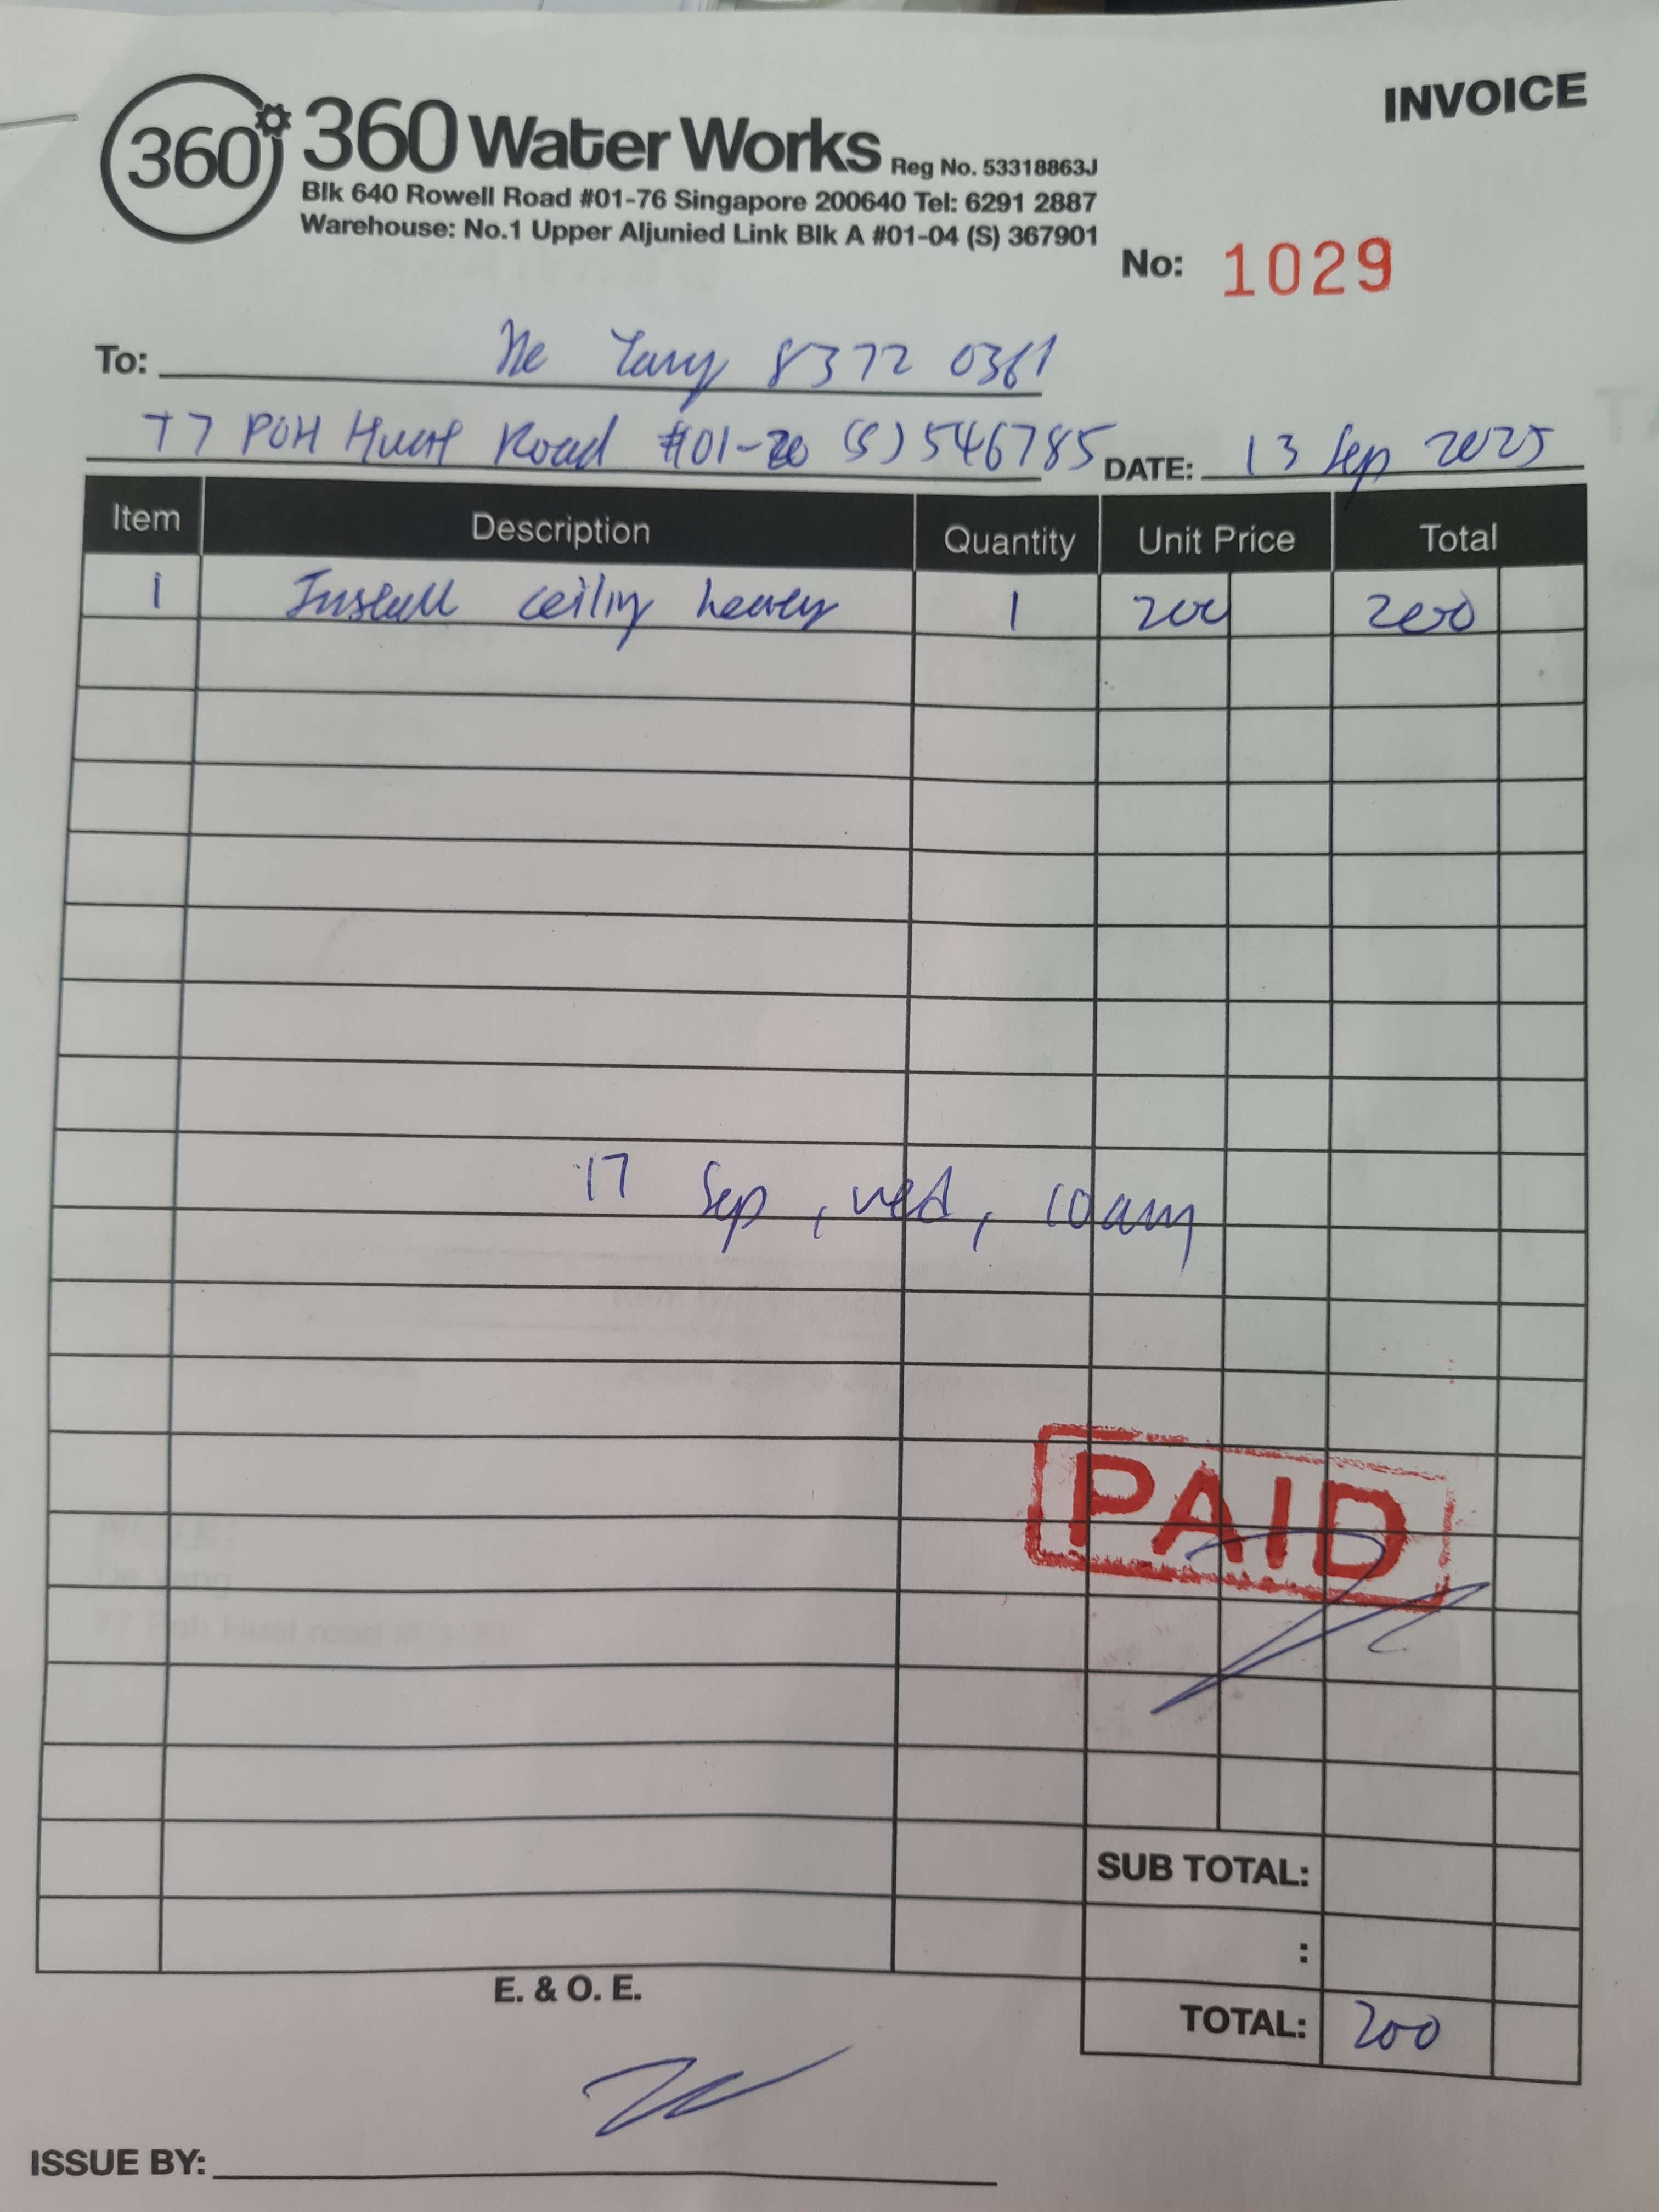 INVOICE
360
360 Water Works Reg No. 53318863J
Blk 640 Rowell Road #01-76 Singapore 200640 Tel: 6291 2887
Warehouse: No.1 Upper Aljunied Link Blk A #01-04 (S) 367901
No: 1029
To: 8372 0361
77 POH Huat Road #01-20 (S) 546785 DATE: 13 Sep 2025
Item Description Quantity Unit Price Total
1 Install ceiling 1 200 200
17 Sep, wed, 10am
PAID
SUB TOTAL:
:
E. & O. E.
TOTAL: 200
ISSUE BY: